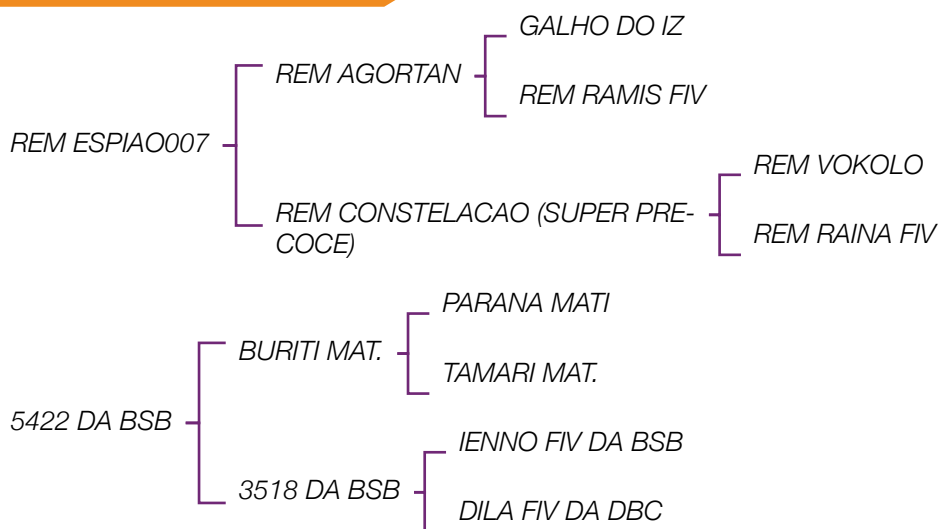 GALHO DO IZ
REM AGORTAN
REM RAMIS FIV
REM ESPIAO007
REM VOKOLO
REM CONSTELACAO (SUPER PRE-
COCE)
REM RAINA FIV
PARANA MATI
BURITI MAT.
TAMARI MAT.
5422 DA BSB
IENNO FIV DA BSB
3518 DA BSB
DILA FIV DA DBC